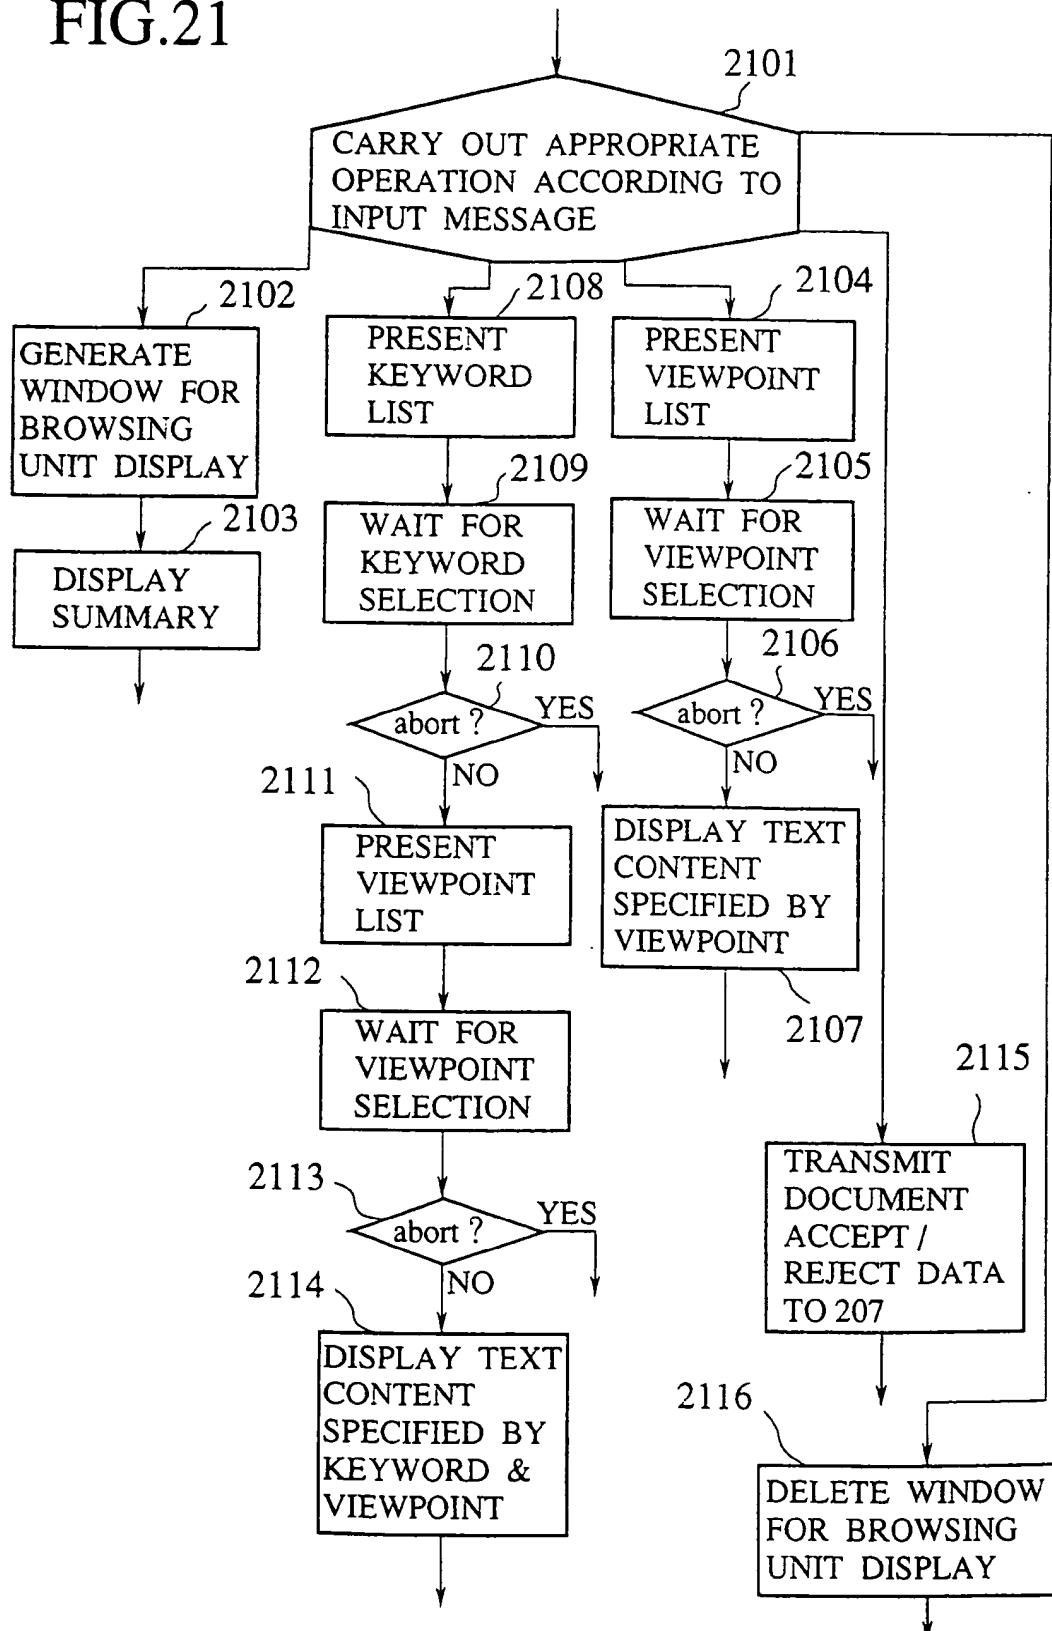 FIG.21
2101
CARRY OUT APPROPRIATE
OPERATION ACCORDING TO
INPUT MESSAGE
2102
GENERATE
WINDOW FOR
BROWSING
UNIT DISPLAY
2103
DISPLAY
SUMMARY
2108
PRESENT
KEYWORD
LIST
2109
WAIT FOR
KEYWORD
SELECTION
2110
abort ?
YES
NO
2111
PRESENT
VIEWPOINT
LIST
2112
WAIT FOR
VIEWPOINT
SELECTION
2113
abort ?
YES
NO
2114
DISPLAY TEXT
CONTENT
SPECIFIED BY
KEYWORD &
VIEWPOINT
2104
PRESENT
VIEWPOINT
LIST
2105
WAIT FOR
VIEWPOINT
SELECTION
2106
abort ?
YES
NO
DISPLAY TEXT
CONTENT
SPECIFIED BY
VIEWPOINT
2107
2115
TRANSMIT
DOCUMENT
ACCEPT /
REJECT DATA
TO 207
2116
DELETE WINDOW
FOR BROWSING
UNIT DISPLAY